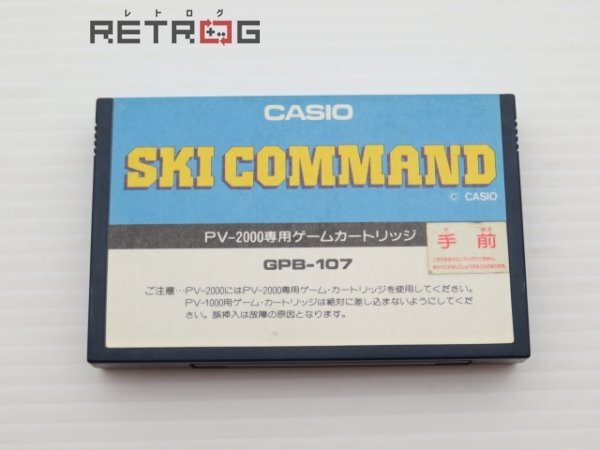 レトログ
RETROG
CASIO
SKI COMMAND
© CASIO
PV-2000専用ゲームカートリッジ
手前
GPB-107
ご注意…PV-2000にはPV-2000専用ゲーム・カートリッジを使用してください。
PV-1000用ゲーム・カートリッジは絶対に差し込まないようにしてくだ
さい。誤挿入は故障の原因となります。